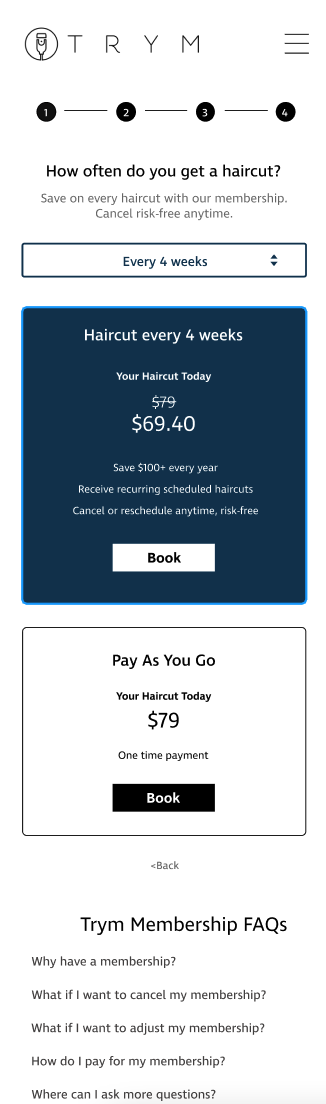 TRYM
1 2 3 4
How often do you get a haircut?
Save on every haircut with our membership.
Cancel risk-free anytime.
Every 4 weeks
Haircut every 4 weeks
Your Haircut Today
$79
$69.40
Save $100+ every year
Receive recurring scheduled haircuts
Cancel or reschedule anytime, risk-free
Book
Pay As You Go
Your Haircut Today
$79
One time payment
Book
<Back
Trym Membership FAQs
Why have a membership?
What if I want to cancel my membership?
What if I want to adjust my membership?
How do I pay for my membership?
Where can I ask more questions?